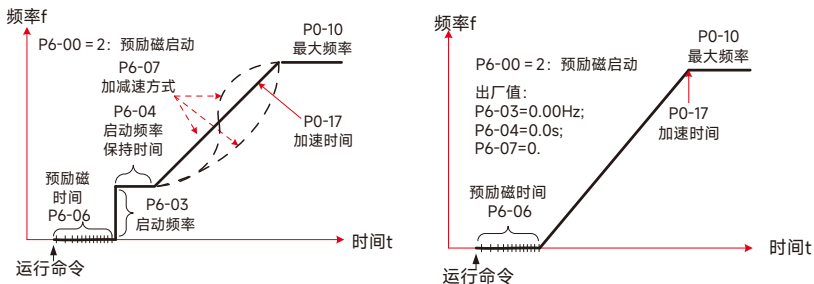 频率f
P6-00 = 2：预励磁启动
P0-10
最大频率
P6-07
加减速方式
P6-04
启动频率
保持时间
P0-17
加速时间
预励磁
时间
P6-06
P6-03
启动频率
时间t
运行命令
频率f
P0-10
最大频率
P6-00 = 2：预励磁启动
出厂值：
P6-03=0.00Hz;
P6-04=0.0s;
P6-07=0.
P0-17
加速时间
预励磁时间
P6-06
时间t
运行命令